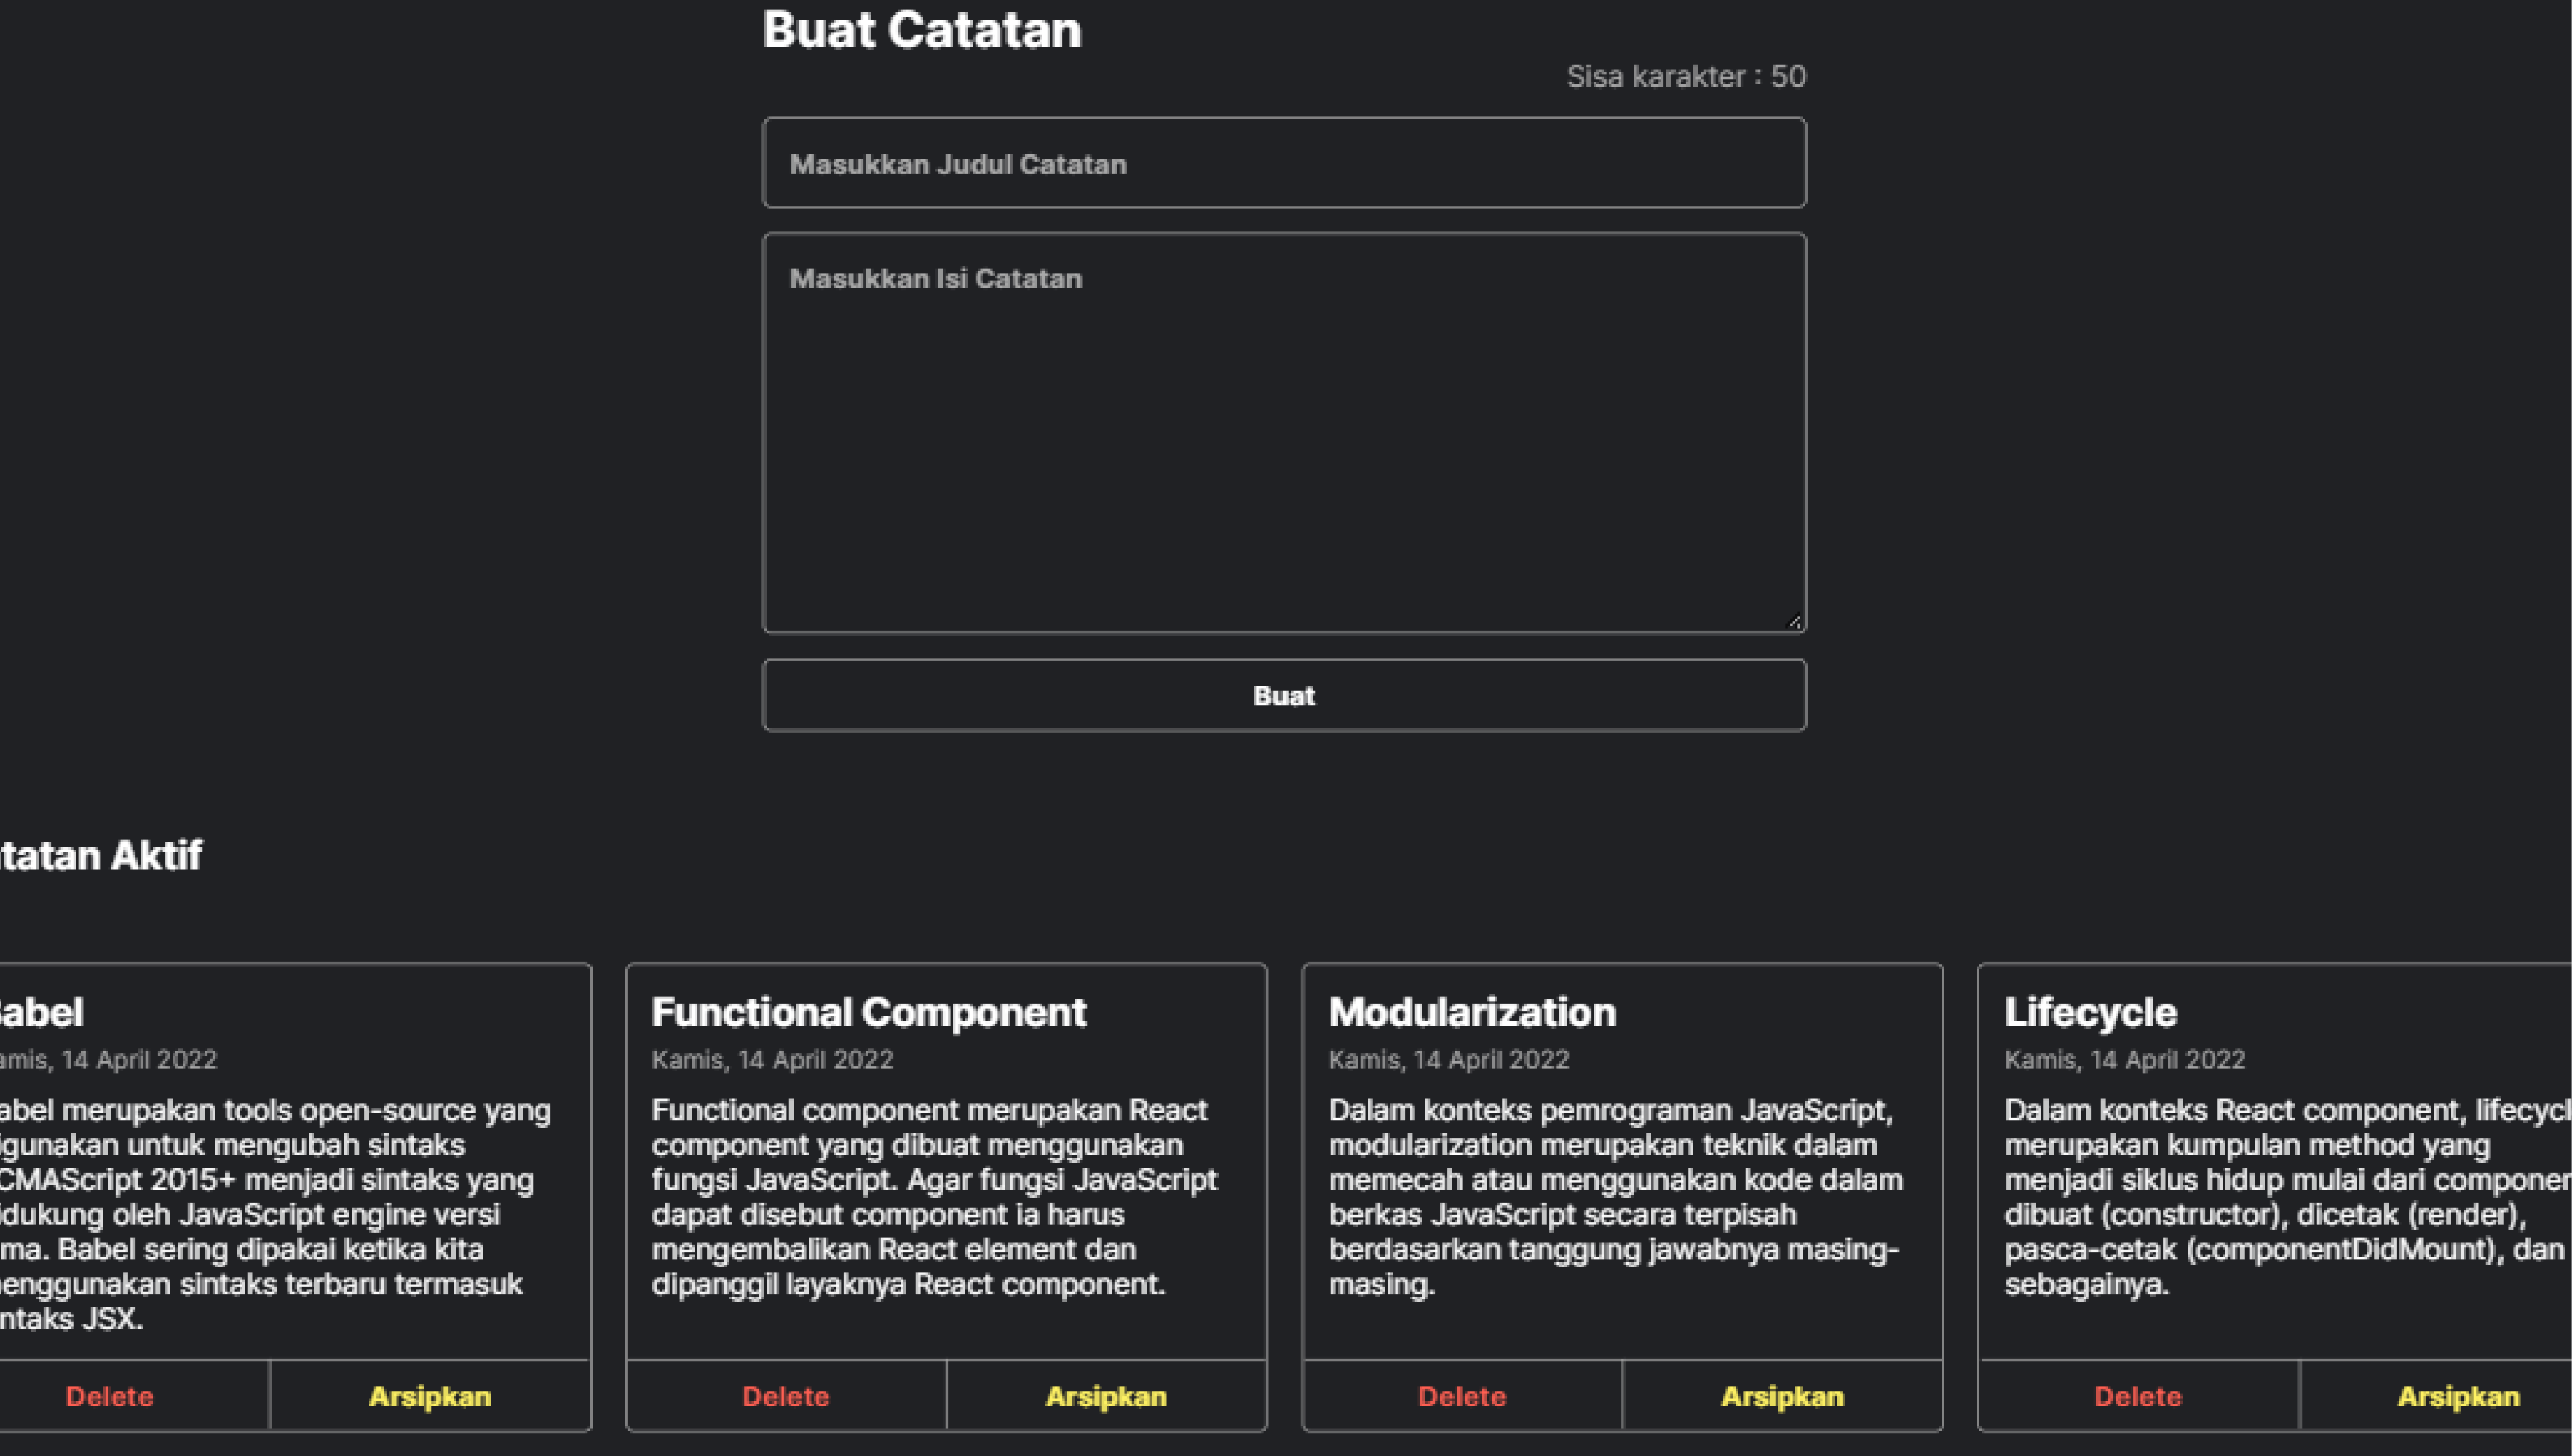 Buat Catatan
Sisa karakter : 50
Masukkan Judul Catatan
Masukkan Isi Catatan
Buat
tatan Aktif
abel
amis, 14 April 2022
abel merupakan tools open-source yang
igunakan untuk mengubah sintaks
CMAScript 2015+ menjadi sintaks yang
idukung oleh JavaScript engine versi
ma. Babel sering dipakai ketika kita
enggunakan sintaks terbaru termasuk
ntaks JSX.
Delete
Arsipkan
Functional Component
Kamis, 14 April 2022
Functional component merupakan React
component yang dibuat menggunakan
fungsi JavaScript. Agar fungsi JavaScript
dapat disebut component ia harus
mengembalikan React element dan
dipanggil layaknya React component.
Delete
Arsipkan
Modularization
Kamis, 14 April 2022
Dalam konteks pemrograman JavaScript,
modularization merupakan teknik dalam
memecah atau menggunakan kode dalam
berkas JavaScript secara terpisah
berdasarkan tanggung jawabnya masing-
masing.
Delete
Arsipkan
Lifecycle
Kamis, 14 April 2022
Dalam konteks React component, lifecycl
merupakan kumpulan method yang
menjadi siklus hidup mulai dari componen
dibuat (constructor), dicetak (render),
pasca-cetak (componentDidMount), dan
sebagainya.
Delete
Arsipkan